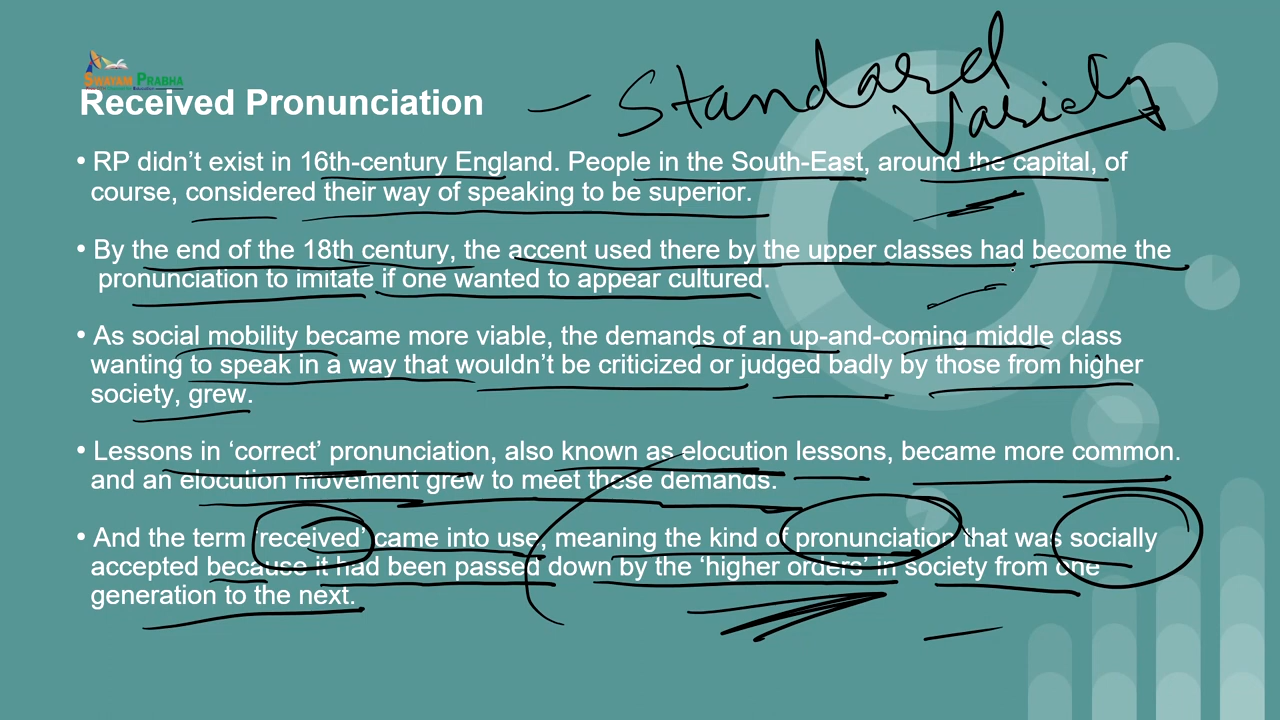 SWAYAM PRABHA
Received Pronunciation – Standard
Variety
• RP didn’t exist in 16th-century England. People in the South-East, around the capital, of
course, considered their way of speaking to be superior.
• By the end of the 18th century, the accent used there by the upper classes had become the
pronunciation to imitate if one wanted to appear cultured.
• As social mobility became more viable, the demands of an up-and-coming middle class
wanting to speak in a way that wouldn’t be criticized or judged badly by those from higher
society, grew.
• Lessons in ‘correct’ pronunciation, also known as elocution lessons, became more common.
and an elocution movement grew to meet these demands.
• And the term ‘received’ came into use, meaning the kind of pronunciation that was socially
accepted because it had been passed down by the ‘higher orders’ in society from one
generation to the next.